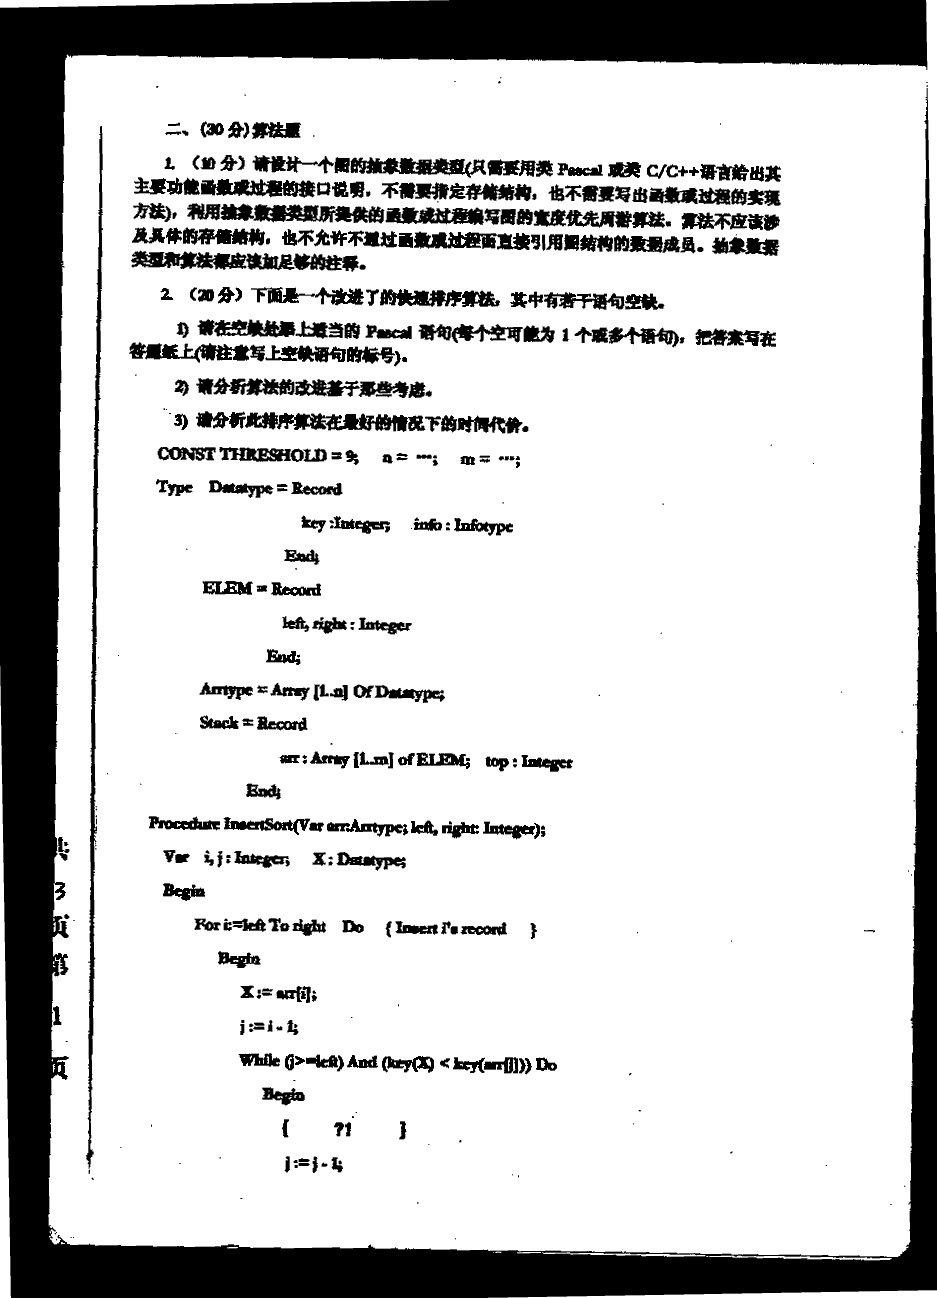 二、(30 分)算法题
1. （10 分）请设计一个图的抽象数据类型(只需要用类 Pascal 或类 C/C++语言给出其
主要功能函数或过程的接口说明，不需要指定存储结构，也不需要写出函数或过程的实现
方法)，利用抽象数据类型所提供的函数或过程编写图的宽度优先周游算法。算法不应该涉
及具体的存储结构，也不允许不通过函数或过程而直接引用图结构的数据成员。抽象数据
类型和算法都应该加足够的注释。
2. （20 分）下面是一个改进了的快速排序算法，其中有若干语句空缺。
1) 请在空缺处添上适当的 Pascal 语句(每个空可能为 1 个或多个语句)，把答案写在
答题纸上(请注意写上空缺语句的标号)。
2) 请分析算法的改进基于那些考虑。
3) 请分析此排序算法在最好的情况下的时间代价。
CONST THRESHOLD = 9; n = ···; m = ···;
Type Datatype = Record
key :Integer; info : Infotype
End;
ELEM = Record
left, right : Integer
End;
Arrtype = Array [1..n] Of Datatype;
Stack = Record
arr : Array [1..m] of ELEM; top : Integer
End;
Procedure InsertSort(Var arr:Arrtype; left, right: Integer);
Var i, j : Integer; X : Datatype;
Begin
For i:=left To right Do { Insert i's record }
Begin
X := arr[i];
j := i - 1;
While (j>=left) And (key(X) < key(arr[j])) Do
Begin
{ ?1 }
j := j - 1;
共
3
页
第
1
页